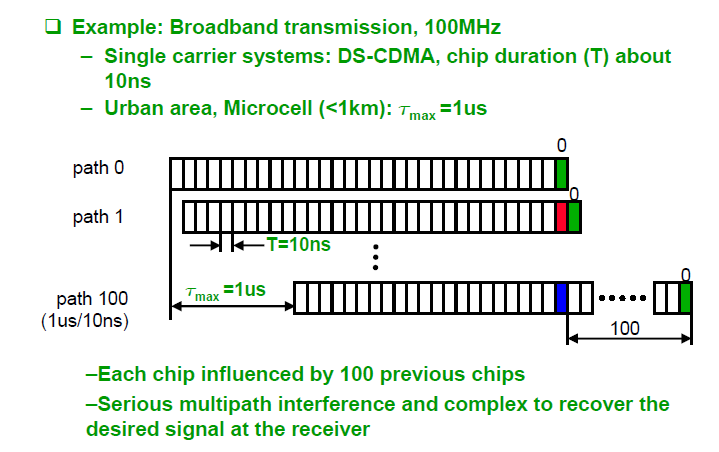 ❑ Example: Broadband transmission, 100MHz
– Single carrier systems: DS-CDMA, chip duration (T) about
10ns
– Urban area, Microcell (<1km): τmax =1us
0
path 0
0
path 1
T=10ns
0
τmax =1us
path 100
(1us/10ns)
100
–Each chip influenced by 100 previous chips
–Serious multipath interference and complex to recover the
desired signal at the receiver